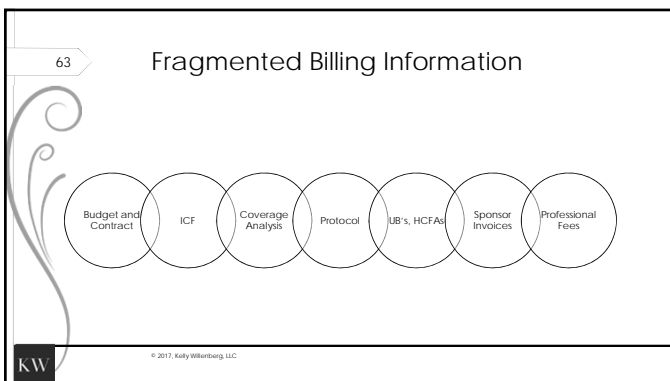 63
Fragmented Billing Information
Budget and
Contract
ICF
Coverage
Analysis
Protocol
UB's, HCFAs
Sponsor
Invoices
Professional
Fees
© 2017, Kelly Willenberg, LLC
KW